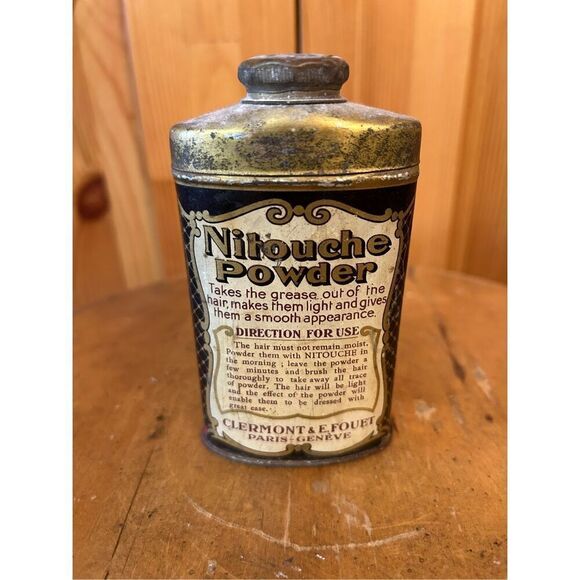 Nitouche
Powder
Takes the grease out of the
hair, makes them light and gives
them a smooth appearance.
DIRECTION FOR USE
The hair must not remain moist.
Powder them with NITOUCHE in
the morning ; leave the powder a
few minutes and brush the hair
thoroughly to take away all trace
of powder. The hair will be light
and the effect of the powder will
enable them to be dressed with
great ease.
CLERMONT & E. FOUET
PARIS-GENÈVE